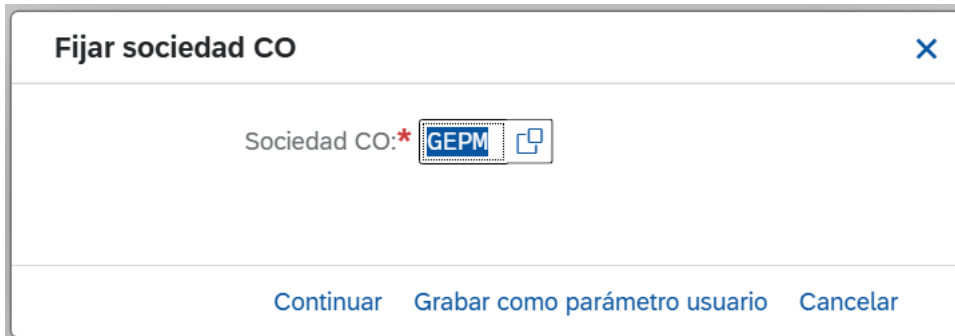 Fijar sociedad CO
Sociedad CO:* GEPM
Continuar Grabar como parámetro usuario Cancelar